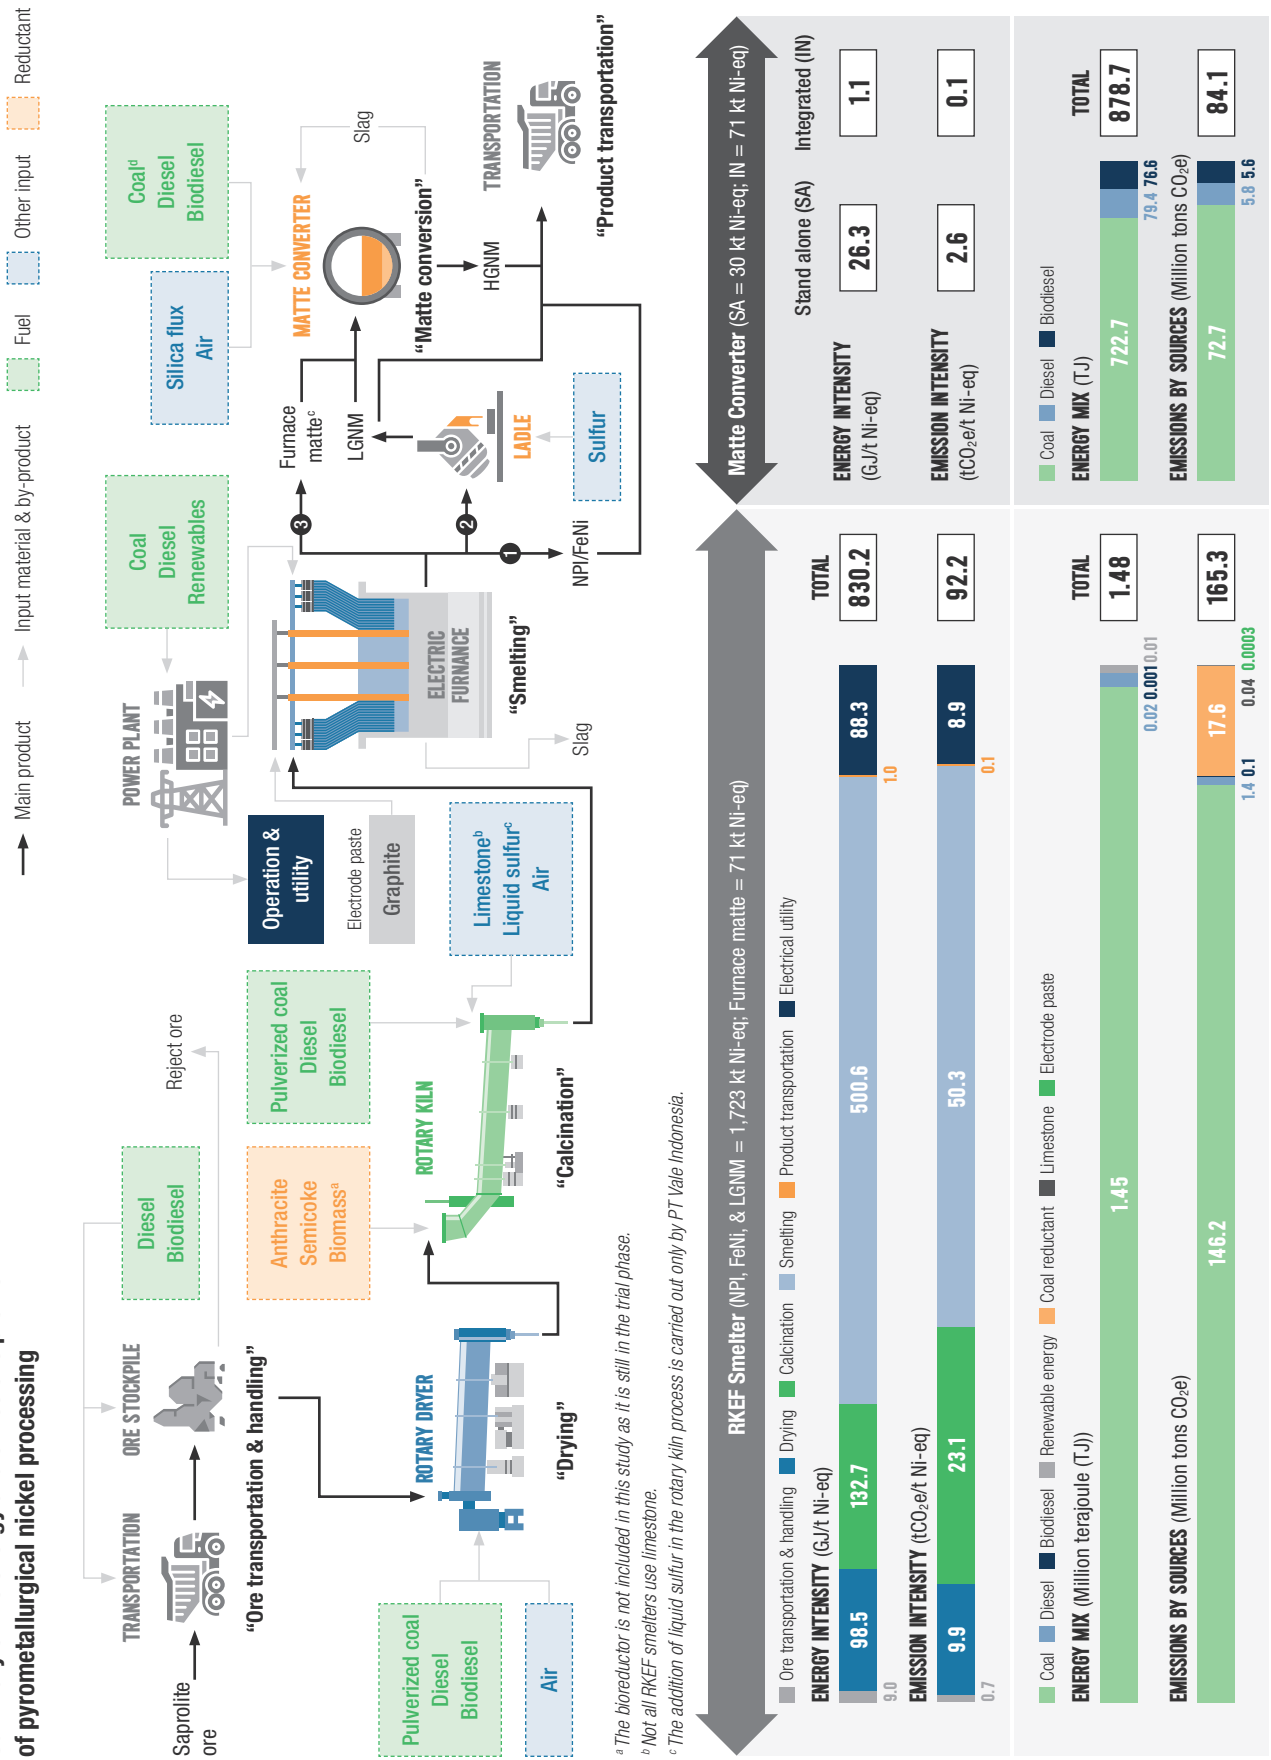 of pyrometallurgical nickel processing
Main product
Input material & by-product
Fuel
Other input
Reductant
Saprolite
ore
TRANSPORTATION
ORE STOCKPILE
“Ore transportation & handling”
Diesel
Biodiesel
Reject ore
Pulverized coal
Diesel
Biodiesel
Air
ROTARY DRYER
“Drying”
Anthracite
Semicoke
Biomassᵃ
Pulverized coal
Diesel
Biodiesel
ROTARY KILN
“Calcination”
Limestoneᵇ
Liquid sulfurᶜ
Air
POWER PLANT
Coal
Diesel
Renewables
Operation &
utility
Electrode paste
Graphite
ELECTRIC
FURNANCE
“Smelting”
Slag
1
2
3
NPI/FeNi
Furnace
matteᶜ
LGNM
LADLE
Sulfur
Silica flux
Air
Coalᵈ
Diesel
Biodiesel
MATTE CONVERTER
“Matte conversion”
Slag
HGNM
TRANSPORTATION
“Product transportation”
ᵃ The bioreductor is not included in this study as it is still in the trial phase.
ᵇ Not all RKEF smelters use limestone.
ᶜ The addition of liquid sulfur in the rotary kiln process is carried out only by PT Vale Indonesia.
RKEF Smelter (NPI, FeNi, & LGNM = 1,723 kt Ni-eq; Furnace matte = 71 kt Ni-eq)
Ore transportation & handling
Drying
Calcination
Smelting
Product transportation
Electrical utility
ENERGY INTENSITY (GJ/t Ni-eq)
TOTAL
9.0
98.5
132.7
500.6
1.0
88.3
830.2
EMISSION INTENSITY (tCO₂e/t Ni-eq)
0.7
9.9
23.1
50.3
0.1
8.9
92.2
Coal
Diesel
Biodiesel
Renewable energy
Coal reductant
Limestone
Electrode paste
ENERGY MIX (Million terajoule (TJ))
TOTAL
1.45
0.02
0.001
0.01
1.48
EMISSIONS BY SOURCES (Million tons CO₂e)
146.2
1.4
0.1
17.6
0.04
0.0003
165.3
Matte Converter (SA = 30 kt Ni-eq; IN = 71 kt Ni-eq)
Stand alone (SA)
Integrated (IN)
ENERGY INTENSITY
(GJ/t Ni-eq)
26.3
1.1
EMISSION INTENSITY
(tCO₂e/t Ni-eq)
2.6
0.1
Coal
Diesel
Biodiesel
ENERGY MIX (TJ)
TOTAL
722.7
79.4
76.6
878.7
EMISSIONS BY SOURCES (Million tons CO₂e)
72.7
5.8
5.6
84.1